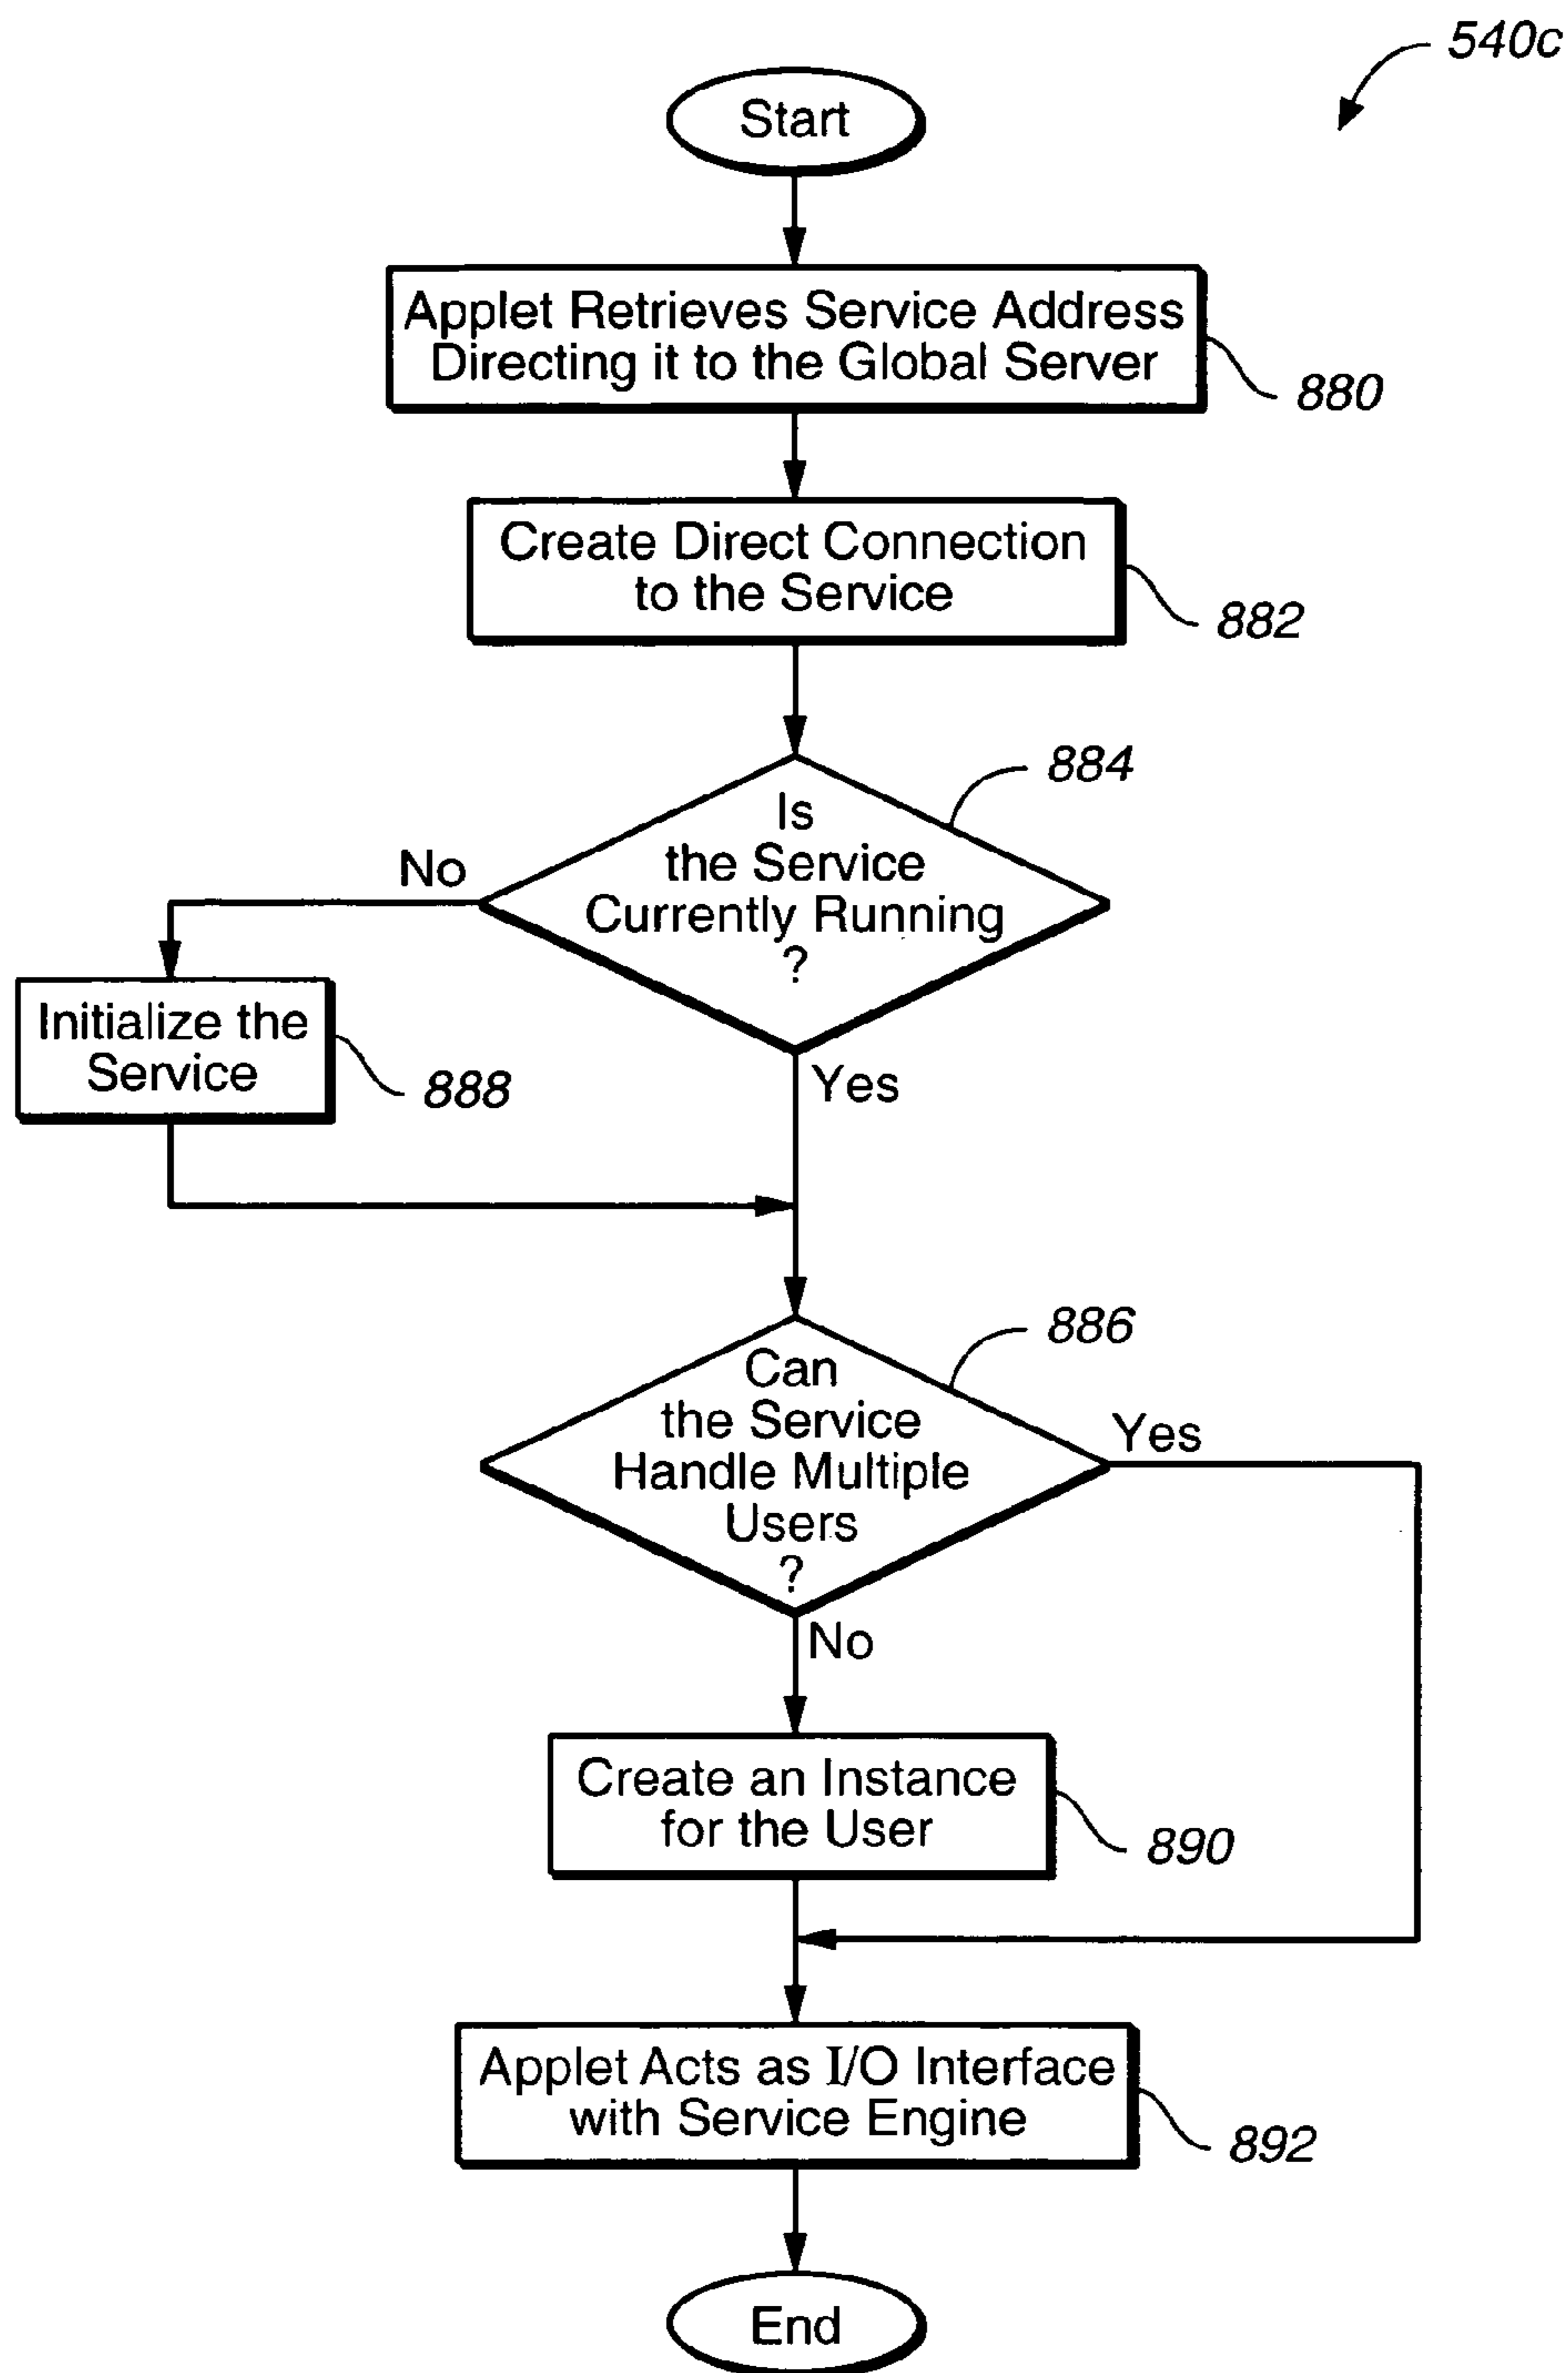 540c
Start
Applet Retrieves Service Address
Directing it to the Global Server
880
Create Direct Connection
to the Service
882
884
Is
the Service
Currently Running
?
No
Initialize the
Service
888
Yes
886
Can
the Service
Handle Multiple
Users
?
Yes
No
Create an Instance
for the User
890
Applet Acts as I/O Interface
with Service Engine
892
End